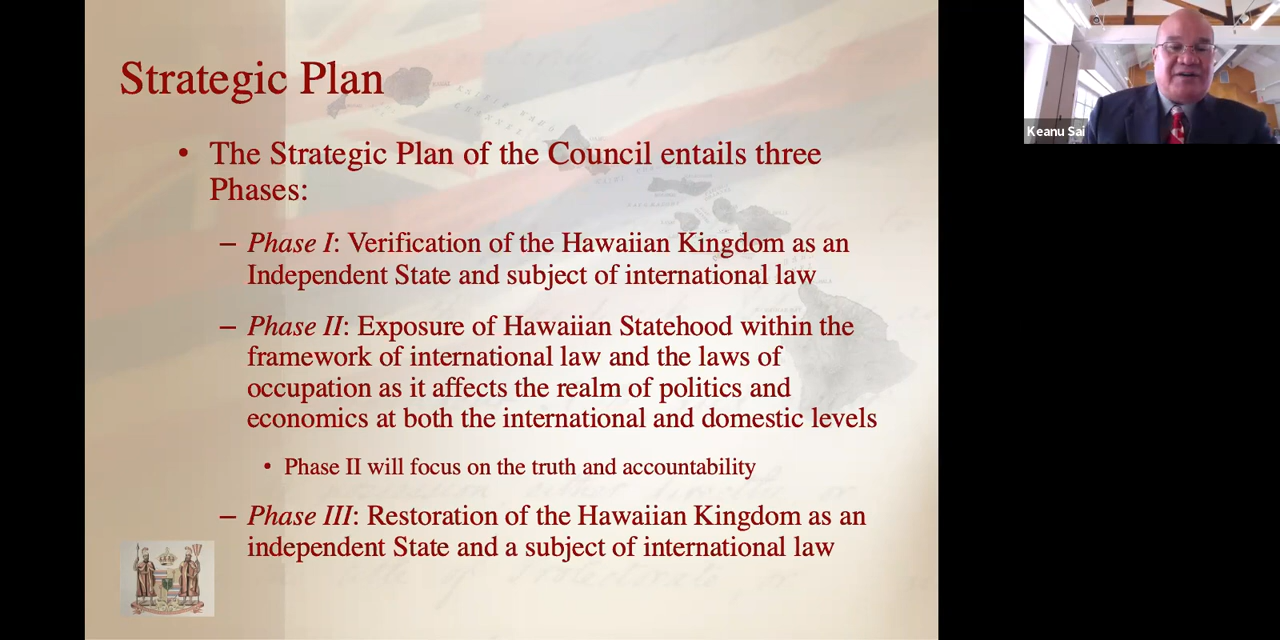 Strategic Plan
• The Strategic Plan of the Council entails three
Phases:
– Phase I: Verification of the Hawaiian Kingdom as an
Independent State and subject of international law
– Phase II: Exposure of Hawaiian Statehood within the
framework of international law and the laws of
occupation as it affects the realm of politics and
economics at both the international and domestic levels
• Phase II will focus on the truth and accountability
– Phase III: Restoration of the Hawaiian Kingdom as an
independent State and a subject of international law
Keanu Sai